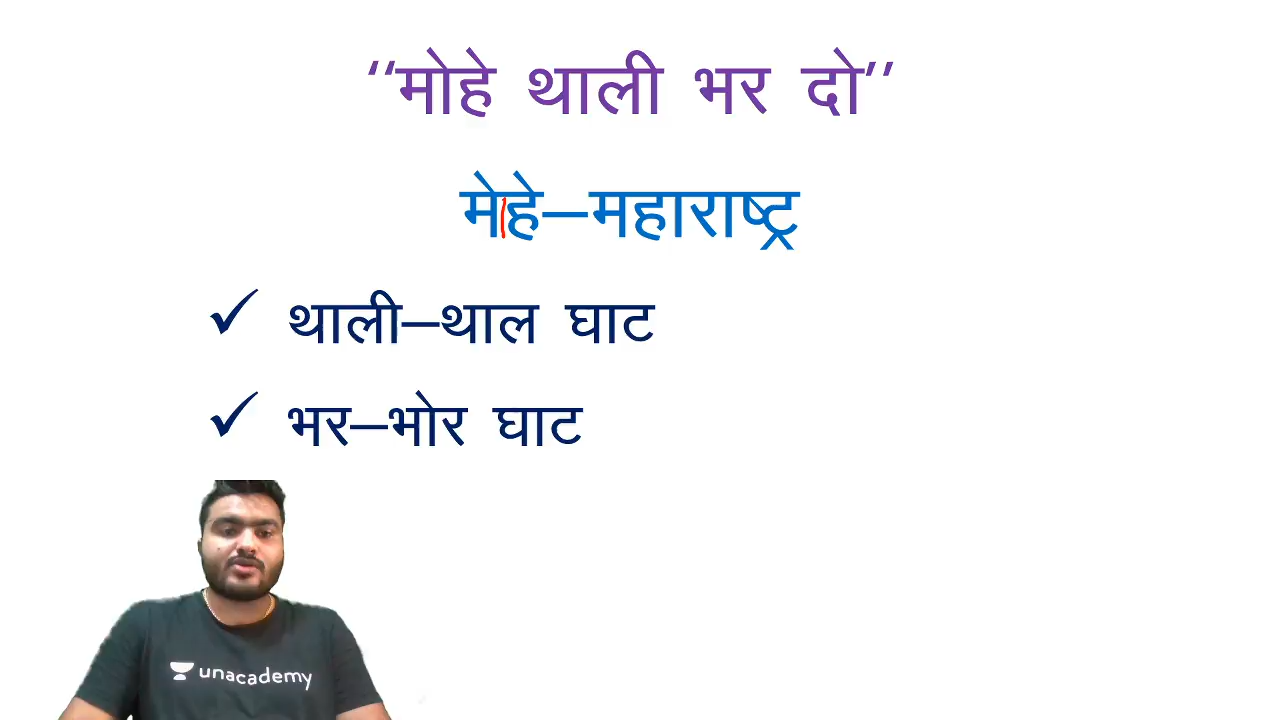 ‘‘मोहे थाली भर दो’’
मेहे–महाराष्ट्र
✓ थाली–थाल घाट
✓ भर–भोर घाट
unacademy